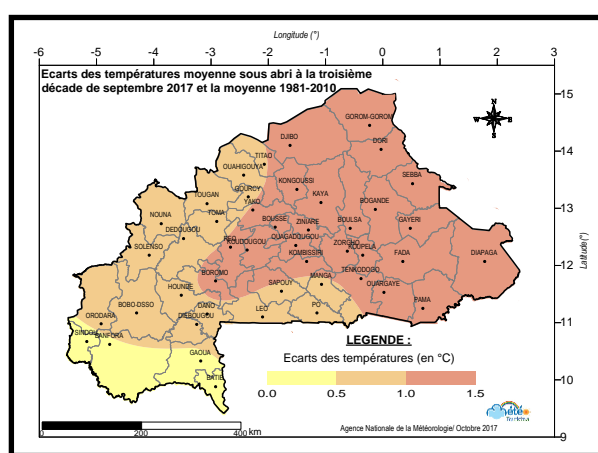 Longitude (°)
-6 -5 -4 -3 -2 -1 0 1 2 3
Ecarts des températures moyenne sous abri à la troisième
décade de septembre 2017 et la moyenne 1981-2010
N
W E
S
15
GOROM-GOROM
DJIBO
DORI
14
TITAO
OUAHIGOUYA
KONGOUSSI
SEBBA
TOUGAN
GOURCY
KAYA
YAKO
BOGANDE
13
NOUNA
TOMA
BOUSSE
ZINIARE
BOULSA
GAYERI
DEDOUGOU
REO
KOUDOUGOU
OUAGADOUGOU
SOLENSO
KOMBISSIRI
ZORGHO
KOUPELA
FADA
DIAPAGA
12
BOROMO
TENKODOGO
HOUNDE
SAPOUY
MANGA
OUARGAYE
BOBO-DSSO
DANO
PAMA
ORODARA
DIEBOUGOU
LEO
PO
11
SINDOU
BANFORA
GAOUA
BATIE
10
9
Latitude (°)
LEGENDE :
Ecarts des températures (en °C)
0.0 0.5 1.0 1.5
0 200 400
km
Agence Nationale de la Météorologie/ Octobre 2017
Météo